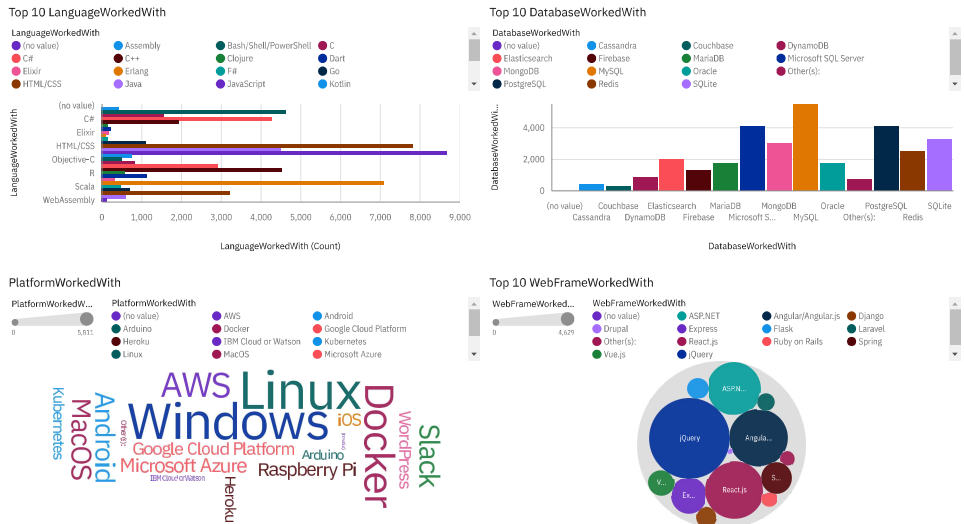 Top 10 LanguageWorkedWith
LanguageWorkedWith
(no value) Assembly Bash/Shell/PowerShell C
C# C++ Clojure Dart
Elixir Erlang F# Go
HTML/CSS Java JavaScript Kotlin
LanguageWorkedWith
(no value)
C#
Elixir
HTML/CSS
Objective-C
R
Scala
WebAssembly
0 1,000 2,000 3,000 4,000 5,000 6,000 7,000 8,000 9,000
LanguageWorkedWith (Count)
Top 10 DatabaseWorkedWith
DatabaseWorkedWith
(no value) Cassandra Couchbase DynamoDB
Elasticsearch Firebase MariaDB Microsoft SQL Server
MongoDB MySQL Oracle Other(s):
PostgreSQL Redis SQLite
DatabaseWorkedWi...
4,000
2,000
0
(no value) Couchbase Elasticsearch MariaDB MongoDB Oracle PostgreSQL SQLite
Cassandra DynamoDB Firebase Microsoft S... MySQL Other(s): Redis
DatabaseWorkedWith
PlatformWorkedWith
PlatformWorkedW...
0 5,811
PlatformWorkedWith
(no value) AWS Android
Arduino Docker Google Cloud Platform
Heroku IBM Cloud or Watson Kubernetes
Linux MacOS Microsoft Azure
Kubernetes
MacOS
Android
Other(s):
AWS
Linux
Windows
iOS
Google Cloud Platform
Arduino
Microsoft Azure
Raspberry Pi
IBM Cloud or Watson
Heroku
Docker
WordPress
Slack
Top 10 WebFrameWorkedWith
WebFrameWorked...
0 4,629
WebFrameWorkedWith
(no value) ASP.NET Angular/Angular.js Django
Drupal Express Flask Laravel
Other(s): React.js Ruby on Rails Spring
Vue.js jQuery
ASP.N...
jQuery
Angula...
V...
Ex...
React.js
S...